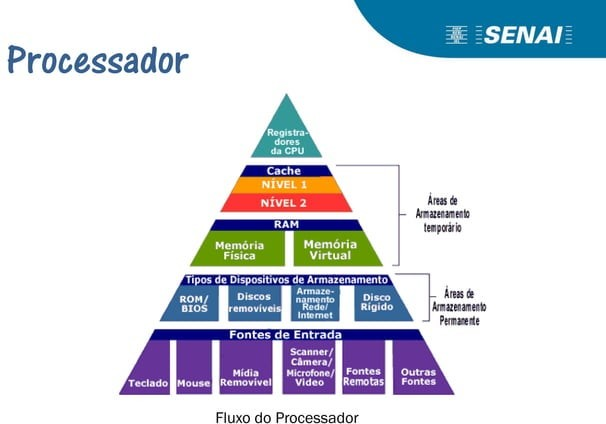 SENAI
Processador
Registra-
dores
da CPU
Cache
NÍVEL 1
NÍVEL 2
Áreas de
Armazenamento
temporário
RAM
Memória
Física
Memória
Virtual
Tipos de Dispositivos de Armazenamento
ROM/
BIOS
Discos
removíveis
Armaze-
namento
Rede/
Internet
Disco
Rígido
Áreas de
Armazenamento
Permanente
Fontes de Entrada
Teclado
Mouse
Mídia
Removível
Scanner/
Câmera/
Microfone/
Video
Fontes
Remotas
Outras
Fontes
Fluxo do Processador